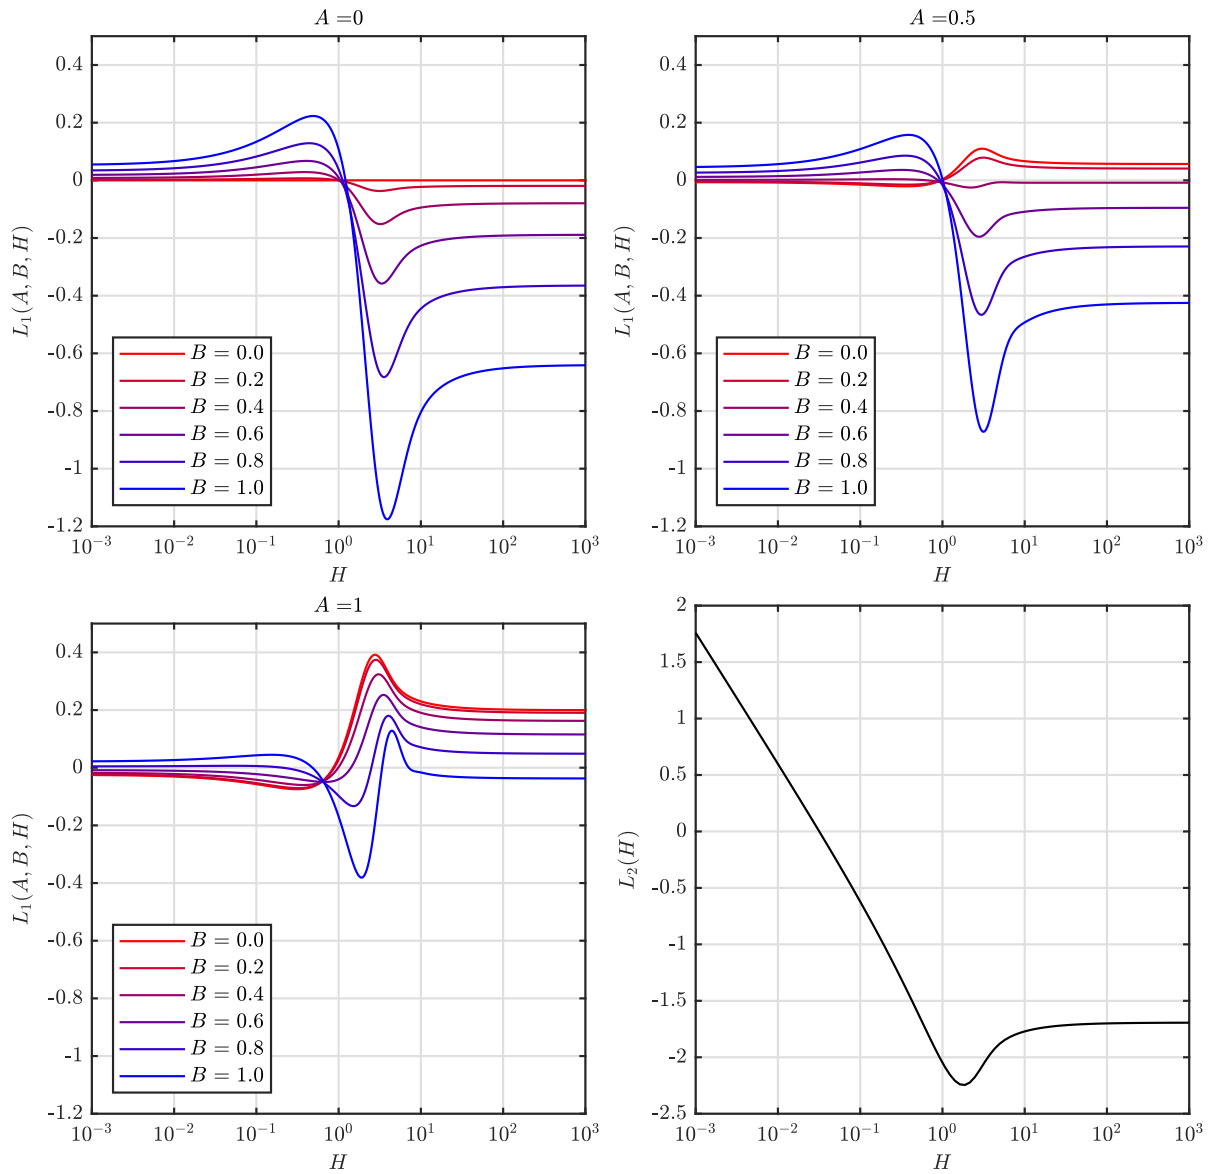 A =0
0.4
0.2
0
-0.2
-0.4
-0.6
-0.8
-1
-1.2
L₁(A, B, H)
B = 0.0
B = 0.2
B = 0.4
B = 0.6
B = 0.8
B = 1.0
10⁻³ 10⁻² 10⁻¹ 10⁰ 10¹ 10² 10³
H
A =0.5
0.4
0.2
0
-0.2
-0.4
-0.6
-0.8
-1
-1.2
L₁(A, B, H)
B = 0.0
B = 0.2
B = 0.4
B = 0.6
B = 0.8
B = 1.0
10⁻³ 10⁻² 10⁻¹ 10⁰ 10¹ 10² 10³
H
A =1
0.4
0.2
0
-0.2
-0.4
-0.6
-0.8
-1
-1.2
L₁(A, B, H)
B = 0.0
B = 0.2
B = 0.4
B = 0.6
B = 0.8
B = 1.0
10⁻³ 10⁻² 10⁻¹ 10⁰ 10¹ 10² 10³
H
2
1.5
1
0.5
0
-0.5
-1
-1.5
-2
-2.5
L₂(H)
10⁻³ 10⁻² 10⁻¹ 10⁰ 10¹ 10² 10³
H